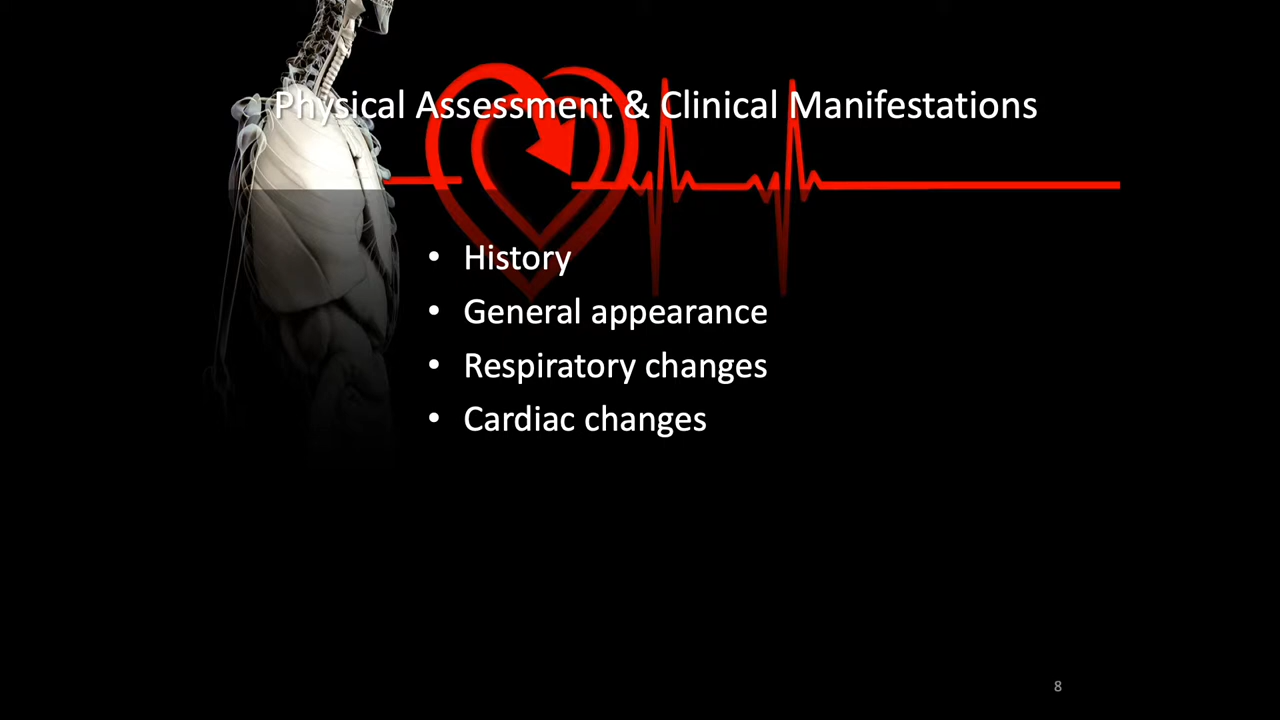 Physical Assessment & Clinical Manifestations
• History
• General appearance
• Respiratory changes
• Cardiac changes
8